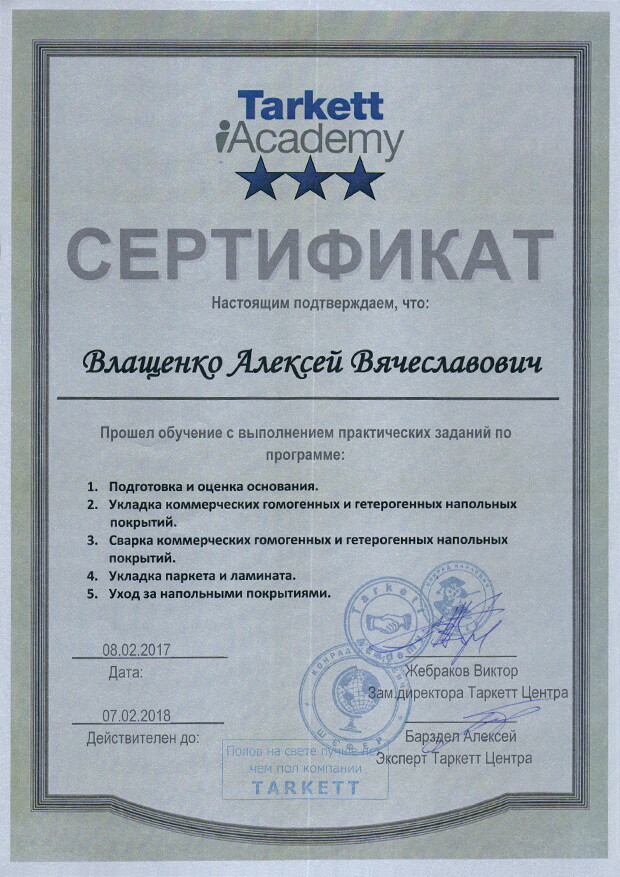 Tarkett
iAcademy
СЕРТИФИКАТ
Настоящим подтверждаем, что:
Влащенко Алексей Вячеславович
Прошел обучение с выполнением практических заданий по
программе:
1. Подготовка и оценка основания.
2. Укладка коммерческих гомогенных и гетерогенных напольных
покрытий.
3. Сварка коммерческих гомогенных и гетерогенных напольных
покрытий.
4. Укладка паркета и ламината.
5. Уход за напольными покрытиями.
Tarkett
Academy
08.02.2017
Дата:
Жебраков Виктор
Зам.директора Таркетт Центра
КОНРАД
ШЕФЕР
07.02.2018
Действителен до:
Барздел Алексей
Эксперт Таркетт Центра
Полов на свете лучше нет
чем пол компании
TARKETT